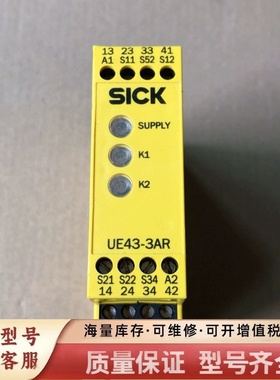 13 23 33 41
A1 S11 S52 S12
SICK
SUPPLY
K1
K2
UE43-3AR
S21 S22 S34 A2
14 24 34 42
型号
客服
海量库存·可维修·可开增值税
质量保证 型号齐